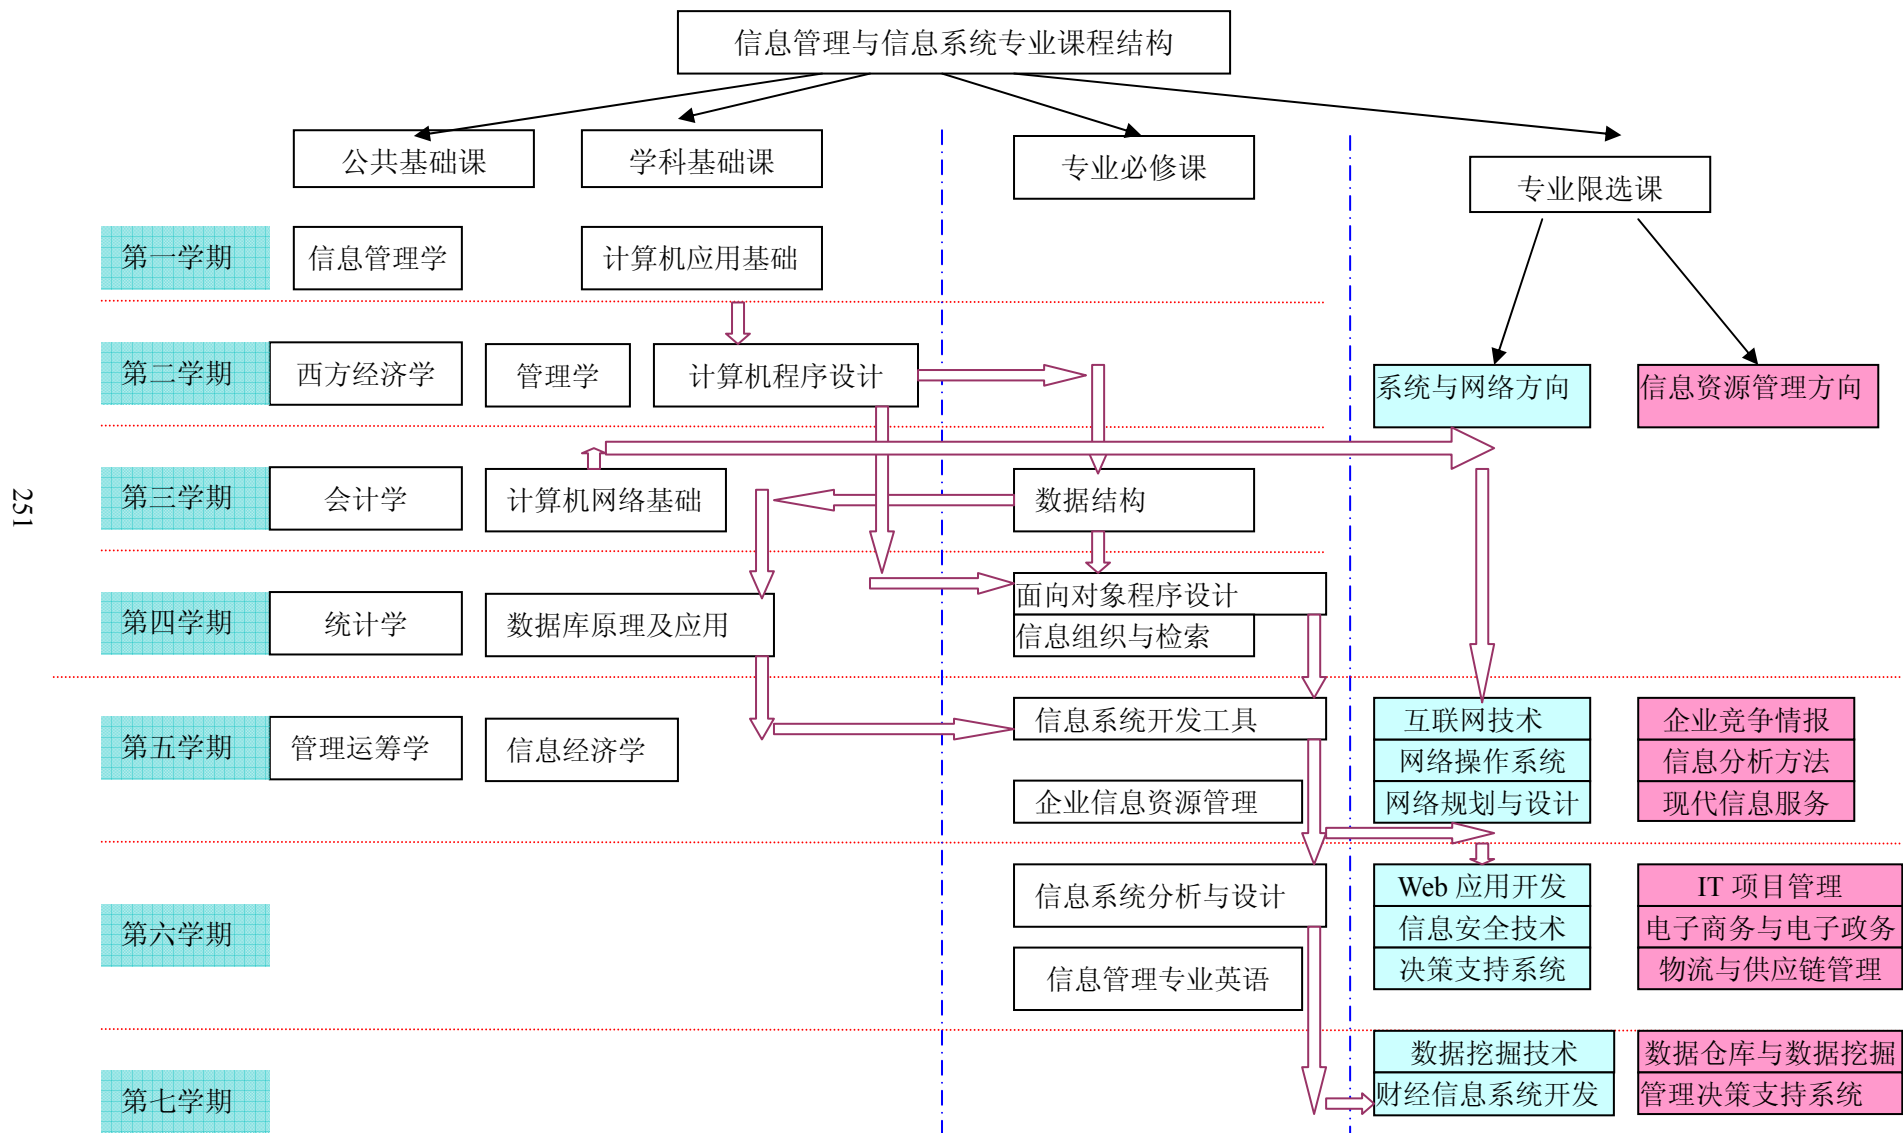 信息管理与信息系统专业课程结构
公共基础课
学科基础课
专业必修课
专业限选课
第一学期
信息管理学
计算机应用基础
第二学期
西方经济学
管理学
计算机程序设计
系统与网络方向
信息资源管理方向
第三学期
会计学
计算机网络基础
数据结构
251
第四学期
统计学
数据库原理及应用
面向对象程序设计
信息组织与检索
第五学期
管理运筹学
信息经济学
信息系统开发工具
企业信息资源管理
互联网技术
网络操作系统
网络规划与设计
企业竞争情报
信息分析方法
现代信息服务
第六学期
信息系统分析与设计
信息管理专业英语
Web 应用开发
信息安全技术
决策支持系统
IT 项目管理
电子商务与电子政务
物流与供应链管理
第七学期
数据挖掘技术
财经信息系统开发
数据仓库与数据挖掘
管理决策支持系统